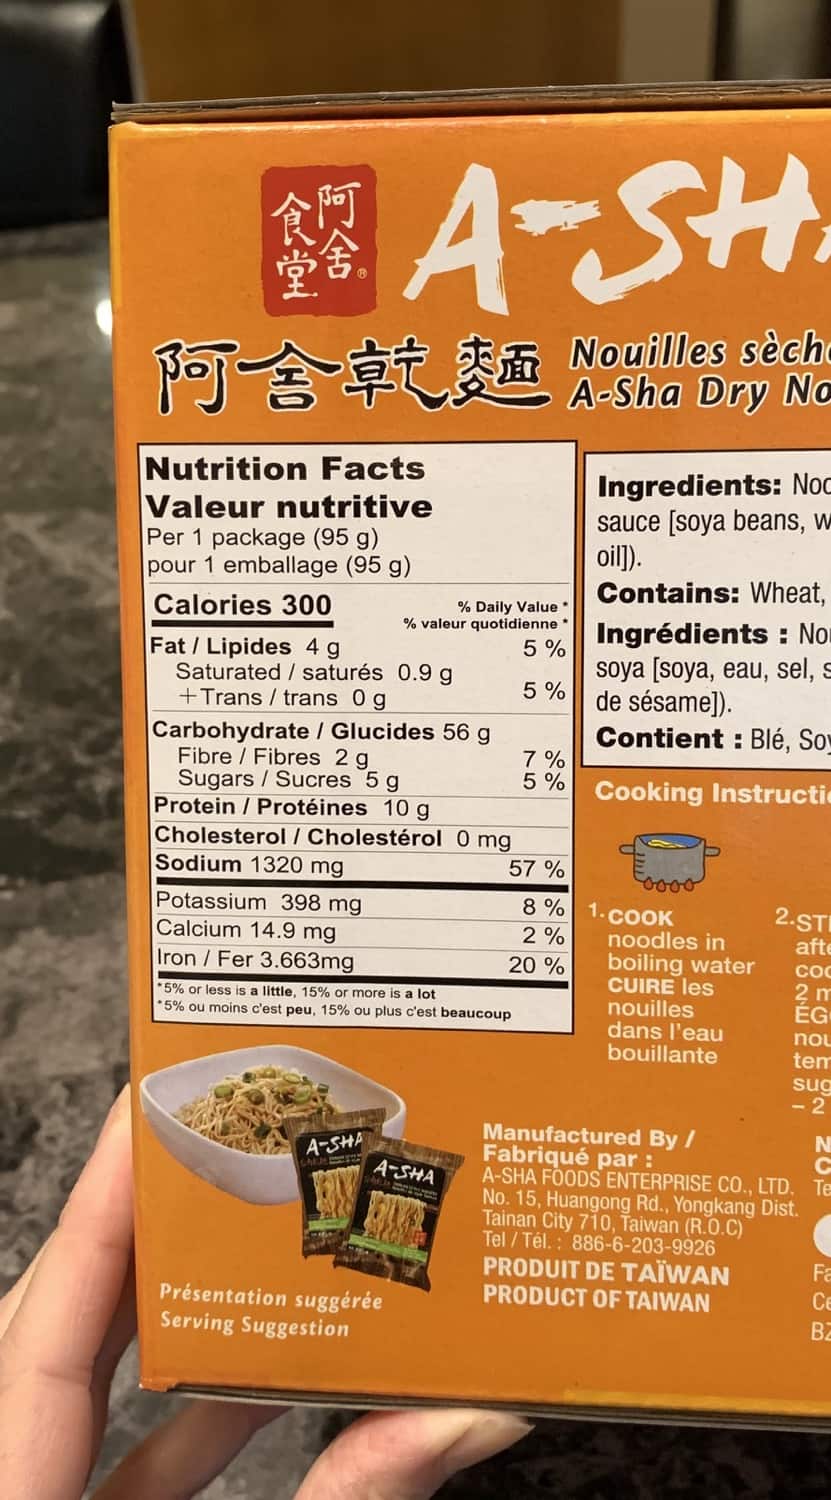 阿舍
食堂
®
A-SH
阿舍乾麵
Nouilles
A-Sha Dry
Nutrition Facts
Valeur nutritive
Per 1 package (95 g)
pour 1 emballage (95 g)
Calories 300
% Daily Value *
% valeur quotidienne *
Fat / Lipides 4 g 5 %
Saturated / saturés 0.9 g
+Trans / trans 0 g 5 %
Carbohydrate / Glucides 56 g
Fibre / Fibres 2 g 7 %
Sugars / Sucres 5 g 5 %
Protein / Protéines 10 g
Cholesterol / Cholestérol 0 mg
Sodium 1320 mg 57 %
Potassium 398 mg 8 %
Calcium 14.9 mg 2 %
Iron / Fer 3.663mg 20 %
*5% or less is a little, 15% or more is a lot
*5% ou moins c'est peu, 15% ou plus c'est beaucoup
Ingredients:
sauce [soya beans,
oil]).
Contains: Wheat,
Ingrédients :
soya [soya, eau, sel,
de sésame]).
Contient : Blé,
Cooking
1. COOK
noodles in
boiling water
CUIRE les
nouilles
dans l'eau
bouillante
2.
2
– 2
A-SHA
A-SHA
Présentation suggérée
Serving Suggestion
Manufactured By /
Fabriqué par :
A-SHA FOODS ENTERPRISE CO., LTD.
No. 15, Huangong Rd., Yongkang Dist.
Tainan City 710, Taiwan (R.O.C)
Tel / Tél. : 886-6-203-9926
PRODUIT DE TAÏWAN
PRODUCT OF TAIWAN